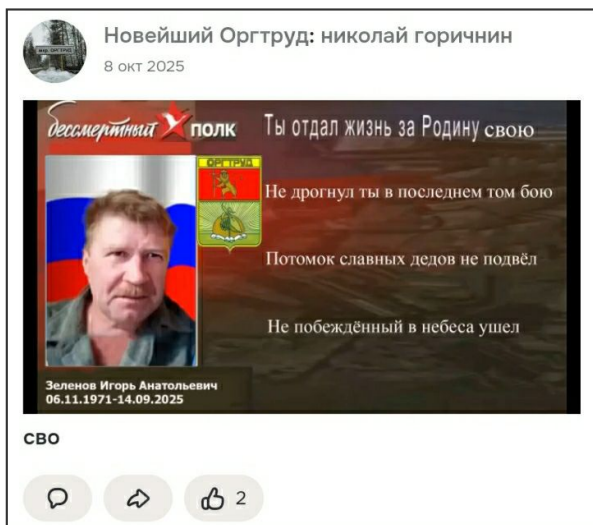 Новейший Оргтруд: николай горичнин
8 окт 2025
бессмертный полк
Ты отдал жизнь за Родину свою
ОРГТРУД
Не дрогнул ты в последнем том бою
Потомок славных дедов не подвёл
Не побеждённый в небеса ушел
Зеленов Игорь Анатольевич
06.11.1971-14.09.2025
СВО
2